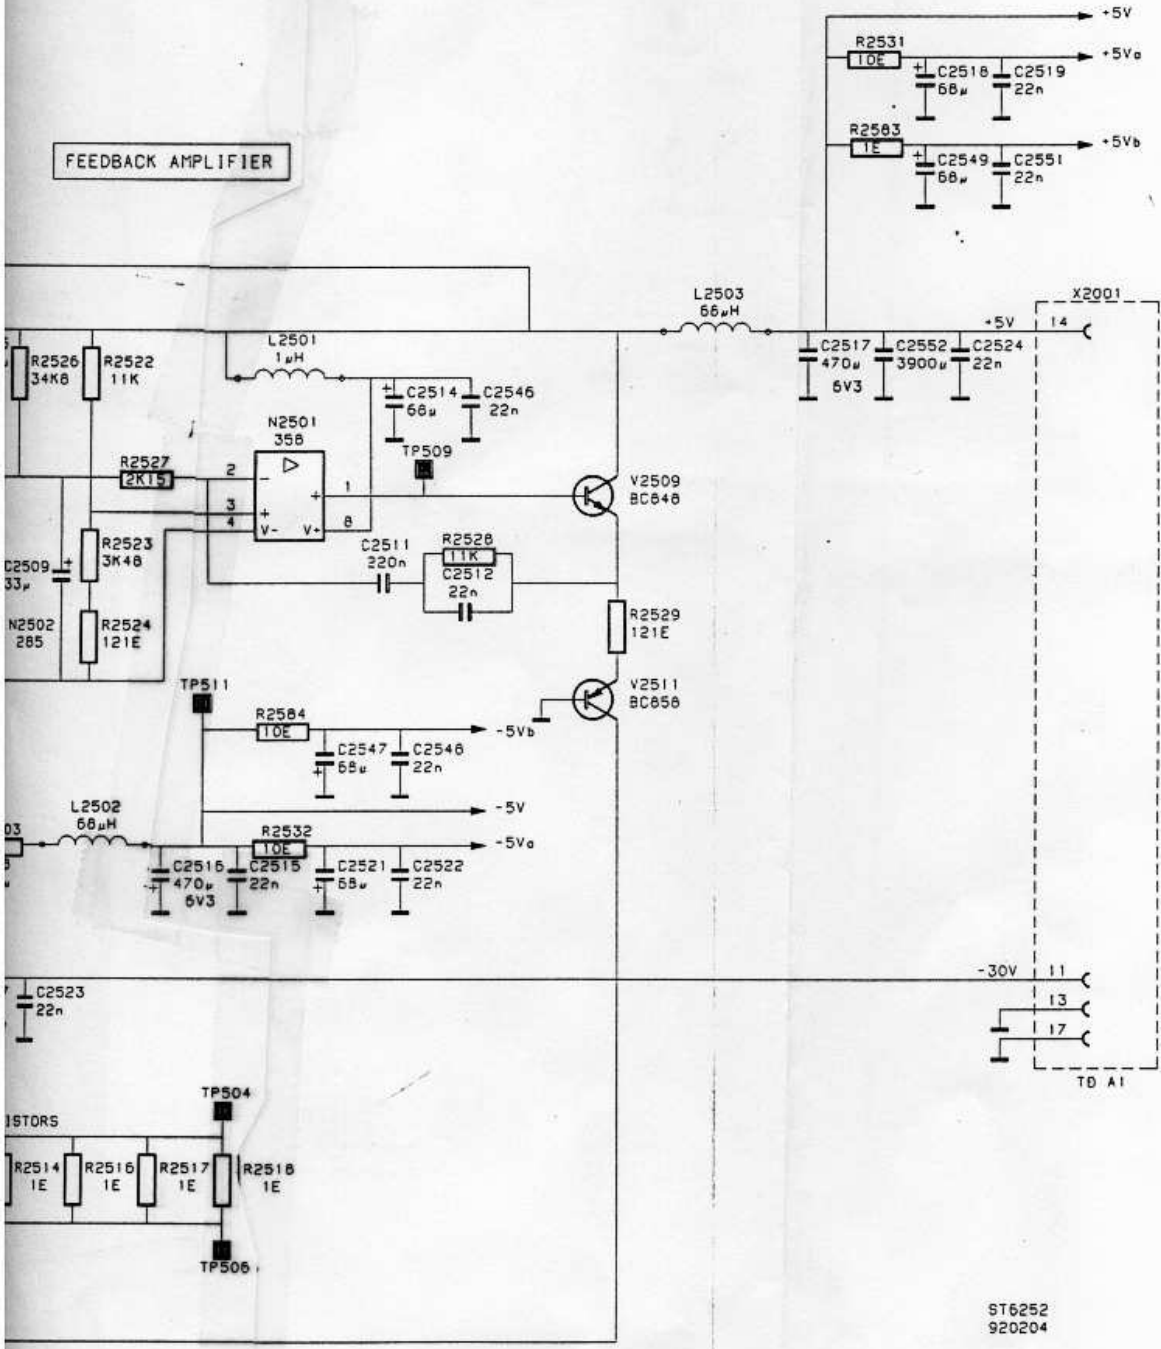 +5V
R2531
10E
+5Va
C2518
68µ
C2519
22n
R2583
1E
+5Vb
C2549
68µ
C2551
22n
FEEDBACK AMPLIFIER
L2503
68µH
X2001
+5V
14
C2517
470µ
6V3
C2552
3900µ
C2524
22n
R2526
34K8
R2522
11K
L2501
1µH
C2514
68µ
C2546
22n
N2501
358
TP509
R2527
2K15
2
-
+
1
3
+
4
V-
V+
8
V2509
BC848
R2523
3K48
C2511
220n
R2528
11K
C2512
22n
C2509
33µ
N2502
285
R2524
121E
R2529
121E
TP511
V2511
BC858
R2584
10E
-5Vb
C2547
68µ
C2548
22n
L2502
68µH
-5V
03
R2532
10E
-5Va
C2516
470µ
6V3
C2515
22n
C2521
68µ
C2522
22n
-30V
11
C2523
22n
13
17
TO A1
TP504
ISTORS
R2514
1E
R2516
1E
R2517
1E
R2518
1E
TP506
ST6252
920204